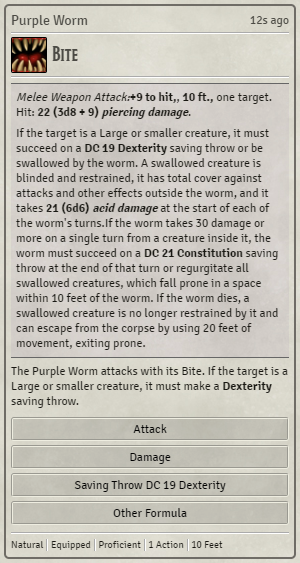 Purple Worm 12s ago
BITE
Melee Weapon Attack:+9 to hit,, 10 ft., one target.
Hit: 22 (3d8 + 9) piercing damage.
If the target is a Large or smaller creature, it must
succeed on a DC 19 Dexterity saving throw or be
swallowed by the worm. A swallowed creature is
blinded and restrained, it has total cover against
attacks and other effects outside the worm, and it
takes 21 (6d6) acid damage at the start of each of
the worm's turns.If the worm takes 30 damage or
more on a single turn from a creature inside it, the
worm must succeed on a DC 21 Constitution saving
throw at the end of that turn or regurgitate all
swallowed creatures, which fall prone in a space
within 10 feet of the worm. If the worm dies, a
swallowed creature is no longer restrained by it and
can escape from the corpse by using 20 feet of
movement, exiting prone.
The Purple Worm attacks with its Bite. If the target is a
Large or smaller creature, it must make a Dexterity
saving throw.
Attack
Damage
Saving Throw DC 19 Dexterity
Other Formula
Natural Equipped Proficient 1 Action 10 Feet